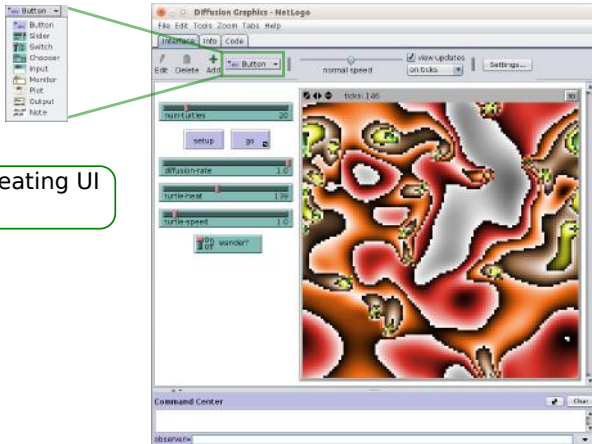 Button
Button
Slider
Switch
Chooser
Input
Monitor
Plot
Output
Note
eating UI
Diffusion Graphics - NetLogo
File Edit Tools Zoom Tabs Help
Interface Info Code
Edit Delete Add Button normal speed view updates on ticks Settings...
ticks: 146 3D
num-turtles 20
setup go
diffusion-rate 1.0
turtle-heat 139
turtle-speed 1.0
On Off wander?
Command Center Clear
observer>